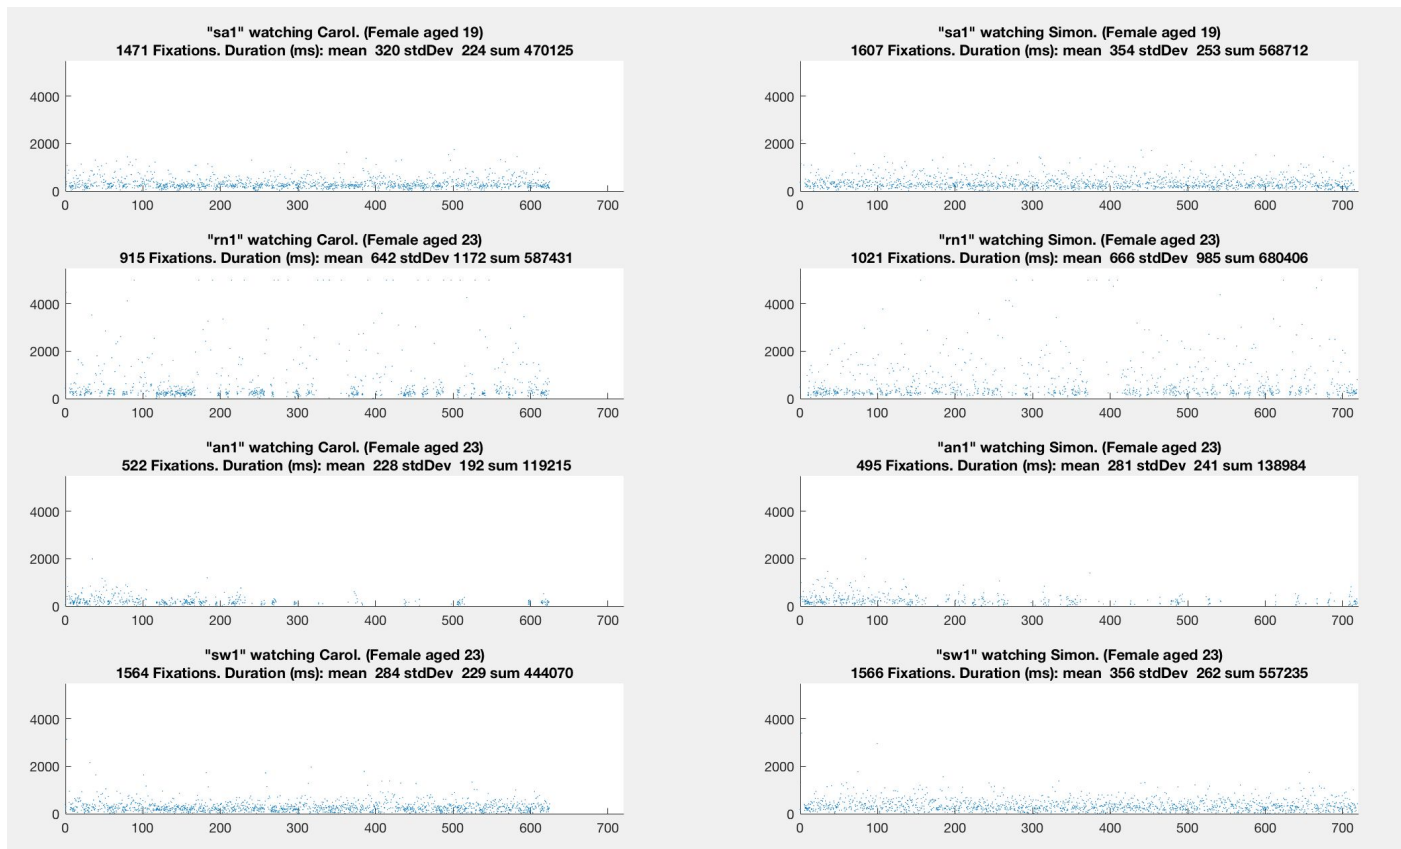 "sa1" watching Carol. (Female aged 19)
1471 Fixations. Duration (ms): mean  320 stdDev  224 sum 470125
4000
2000
0
0 100 200 300 400 500 600 700
"sa1" watching Simon. (Female aged 19)
1607 Fixations. Duration (ms): mean  354 stdDev  253 sum 568712
4000
2000
0
0 100 200 300 400 500 600 700
"rn1" watching Carol. (Female aged 23)
915 Fixations. Duration (ms): mean  642 stdDev 1172 sum 587431
4000
2000
0
0 100 200 300 400 500 600 700
"rn1" watching Simon. (Female aged 23)
1021 Fixations. Duration (ms): mean  666 stdDev  985 sum 680406
4000
2000
0
0 100 200 300 400 500 600 700
"an1" watching Carol. (Female aged 23)
522 Fixations. Duration (ms): mean  228 stdDev  192 sum 119215
4000
2000
0
0 100 200 300 400 500 600 700
"an1" watching Simon. (Female aged 23)
495 Fixations. Duration (ms): mean  281 stdDev  241 sum 138984
4000
2000
0
0 100 200 300 400 500 600 700
"sw1" watching Carol. (Female aged 23)
1564 Fixations. Duration (ms): mean  284 stdDev  229 sum 444070
4000
2000
0
0 100 200 300 400 500 600 700
"sw1" watching Simon. (Female aged 23)
1566 Fixations. Duration (ms): mean  356 stdDev  262 sum 557235
4000
2000
0
0 100 200 300 400 500 600 700